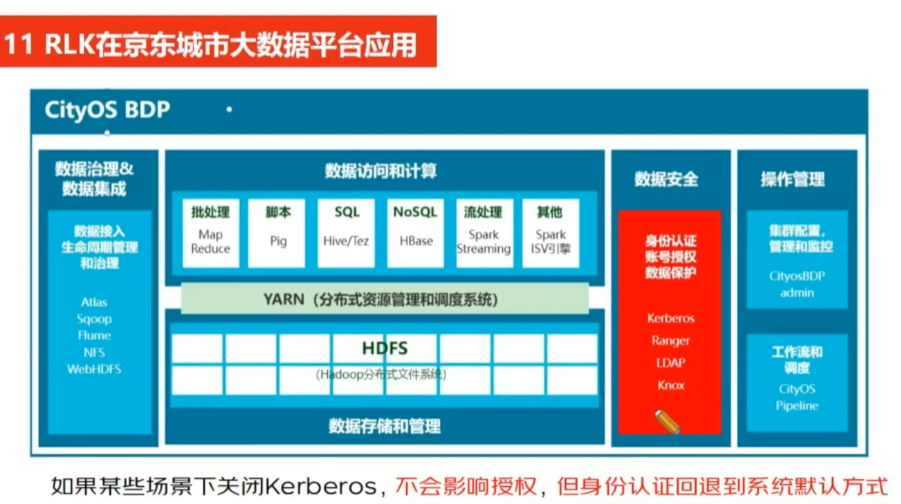 11 RLK在京东城市大数据平台应用
CityOS BDP
数据治理&
数据集成
数据接入
生命周期管理
和治理
Atlas
Sqoop
Flume
NFS
WebHDFS
数据访问和计算
批处理
Map
Reduce
脚本
Pig
SQL
Hive/Tez
NoSQL
HBase
流处理
Spark
Streaming
其他
Spark
ISV引擎
YARN（分布式资源管理和调度系统）
HDFS
（Hadoop分布式文件系统）
数据存储和管理
数据安全
身份认证
账号授权
数据保护
Kerberos
Ranger
LDAP
Knox
操作管理
集群配置，
管理和监控
CityosBDP
admin
工作流和
调度
CityOS
Pipeline
如果某些场景下关闭Kerberos，不会影响授权，但身份认证回退到系统默认方式